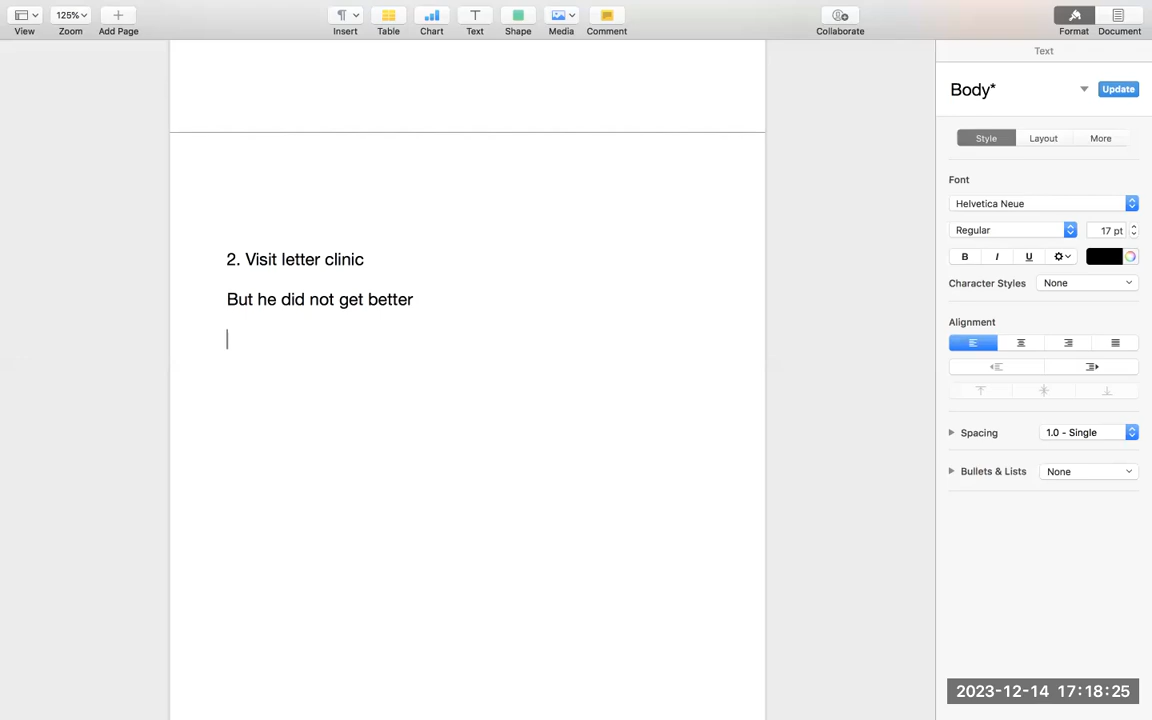 View
125%
Zoom
Add Page
Insert
Table
Chart
Text
Shape
Media
Comment
Collaborate
Format
Document
Text
Body*
Update
Style
Layout
More
Font
Helvetica Neue
Regular
17 pt
B I U
Character Styles
None
Alignment
Spacing
1.0 - Single
Bullets & Lists
None
2. Visit letter clinic
But he did not get better
2023-12-14 17:18:25